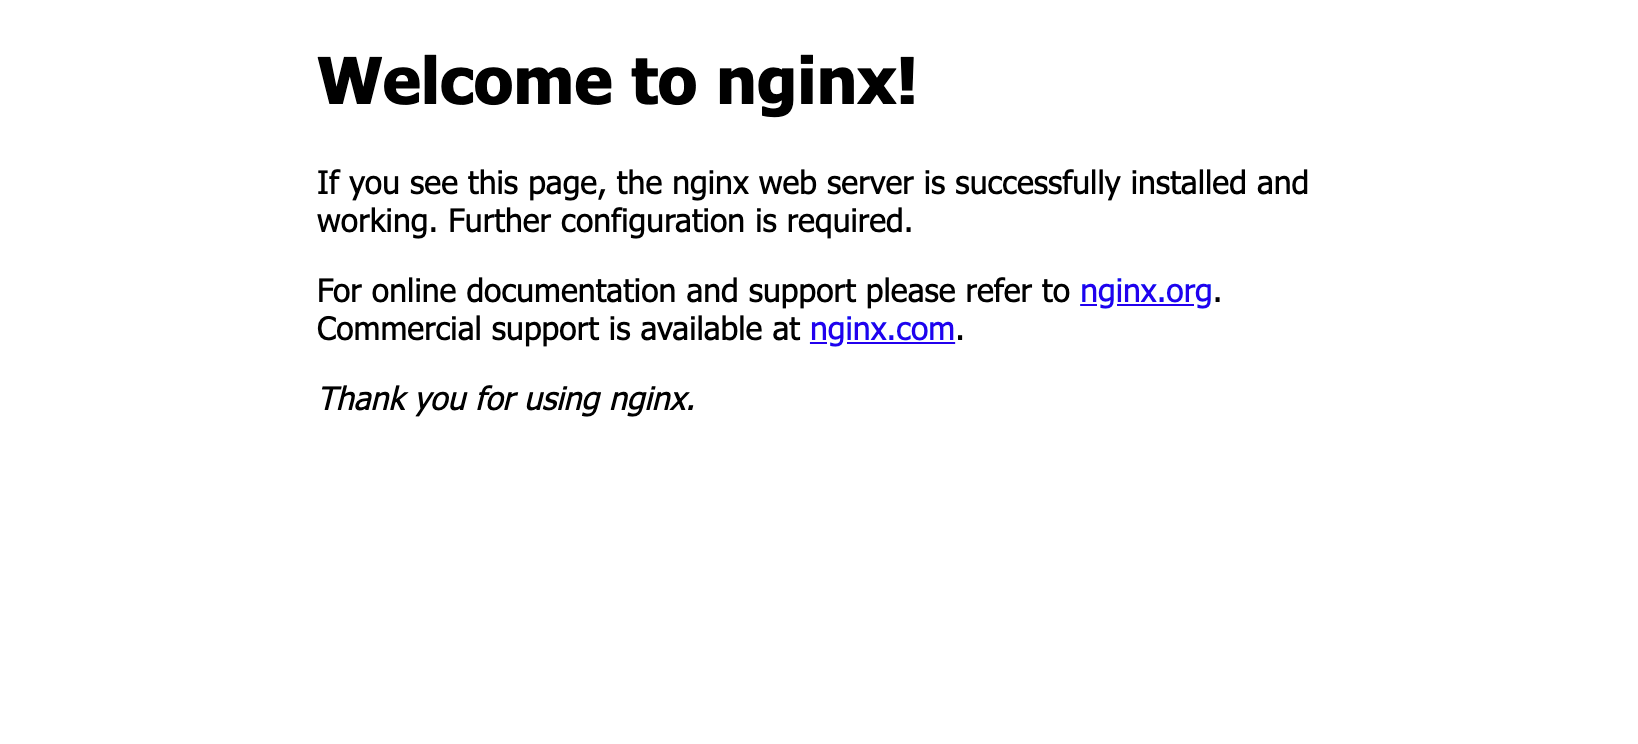 Welcome to nginx!
If you see this page, the nginx web server is successfully installed and
working. Further configuration is required.
For online documentation and support please refer to nginx.org.
Commercial support is available at nginx.com.
Thank you for using nginx.